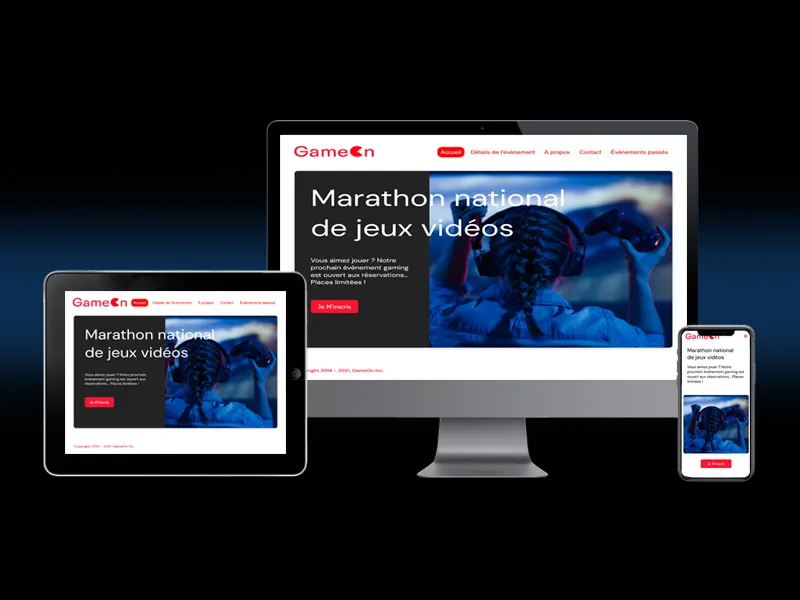 GameOn
Accueil Détails de l'évènement À propos Contact Évènements passés
Marathon national
de jeux vidéos
Vous aimez jouer ? Notre
prochain évènement gaming
est ouvert aux réservations...
Places limitées !
Je M'inscris
right 2014 - 2021, GameOn Inc.
GameOn
Accueil Détails de l'évènement À propos Contact Évènements passés
Marathon national
de jeux vidéos
Vous aimez jouer ? Notre prochain
évènement gaming est ouvert aux
réservations... Places limitées !
Je M'inscris
Copyright 2014 - 2021, GameOn Inc.
GameOn
Marathon national
de jeux vidéos
Vous aimez jouer ? Notre
prochain évènement gaming est
ouvert aux réservations... Places
limitées !
Je M'inscris